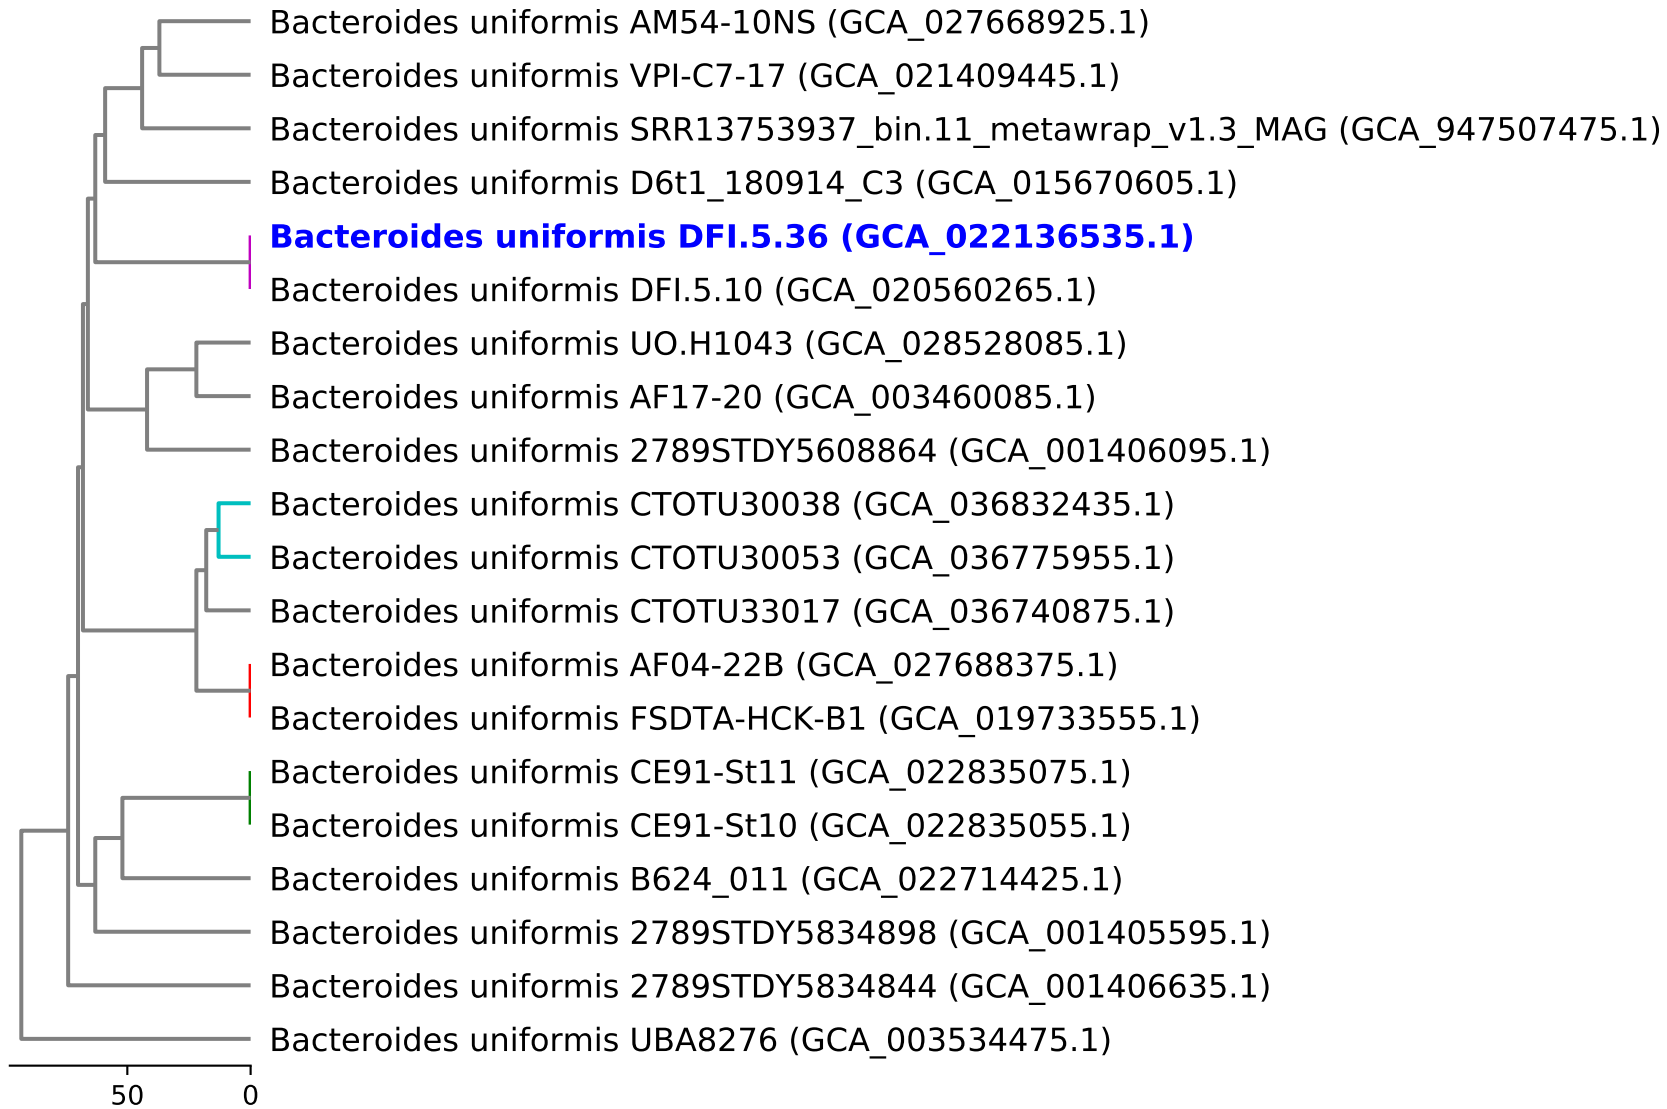 Bacteroides uniformis AM54-10NS (GCA_027668925.1)
Bacteroides uniformis VPI-C7-17 (GCA_021409445.1)
Bacteroides uniformis SRR13753937_bin.11_metawrap_v1.3_MAG (GCA_947507475.1)
Bacteroides uniformis D6t1_180914_C3 (GCA_015670605.1)
Bacteroides uniformis DFI.5.36 (GCA_022136535.1)
Bacteroides uniformis DFI.5.10 (GCA_020560265.1)
Bacteroides uniformis UO.H1043 (GCA_028528085.1)
Bacteroides uniformis AF17-20 (GCA_003460085.1)
Bacteroides uniformis 2789STDY5608864 (GCA_001406095.1)
Bacteroides uniformis CTOTU30038 (GCA_036832435.1)
Bacteroides uniformis CTOTU30053 (GCA_036775955.1)
Bacteroides uniformis CTOTU33017 (GCA_036740875.1)
Bacteroides uniformis AF04-22B (GCA_027688375.1)
Bacteroides uniformis FSDTA-HCK-B1 (GCA_019733555.1)
Bacteroides uniformis CE91-St11 (GCA_022835075.1)
Bacteroides uniformis CE91-St10 (GCA_022835055.1)
Bacteroides uniformis B624_011 (GCA_022714425.1)
Bacteroides uniformis 2789STDY5834898 (GCA_001405595.1)
Bacteroides uniformis 2789STDY5834844 (GCA_001406635.1)
Bacteroides uniformis UBA8276 (GCA_003534475.1)
50 0